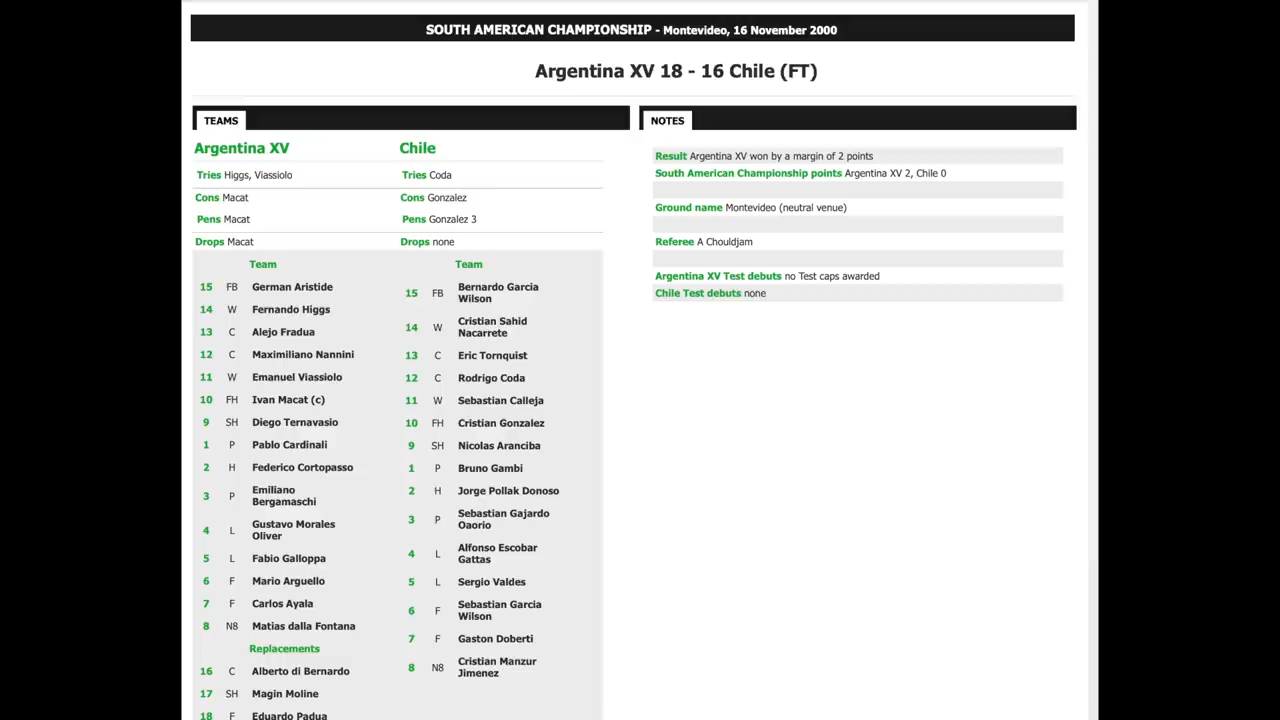 SOUTH AMERICAN CHAMPIONSHIP - Montevideo, 16 November 2000
Argentina XV 18 - 16 Chile (FT)
TEAMS
Argentina XV Chile
Tries Higgs, Viassiolo Tries Coda
Cons Macat Cons Gonzalez
Pens Macat Pens Gonzalez 3
Drops Macat Drops none
Team
15 FB German Aristide
14 W Fernando Higgs
13 C Alejo Fradua
12 C Maximiliano Nannini
11 W Emanuel Viassiolo
10 FH Ivan Macat (c)
9 SH Diego Ternavasio
1 P Pablo Cardinali
2 H Federico Cortopasso
3 P Emiliano
Bergamaschi
4 L Gustavo Morales
Oliver
5 L Fabio Galloppa
6 F Mario Arguello
7 F Carlos Ayala
8 N8 Matias dalla Fontana
Replacements
16 C Alberto di Bernardo
17 SH Magin Moline
18 F Eduardo Padua
Team
15 FB Bernardo Garcia
Wilson
14 W Cristian Sahid
Nacarrete
13 C Eric Tornquist
12 C Rodrigo Coda
11 W Sebastian Calleja
10 FH Cristian Gonzalez
9 SH Nicolas Aranciba
1 P Bruno Gambi
2 H Jorge Pollak Donoso
3 P Sebastian Gajardo
Oaorio
4 L Alfonso Escobar
Gattas
5 L Sergio Valdes
6 F Sebastian Garcia
Wilson
7 F Gaston Doberti
8 N8 Cristian Manzur
Jimenez
NOTES
Result Argentina XV won by a margin of 2 points
South American Championship points Argentina XV 2, Chile 0
Ground name Montevideo (neutral venue)
Referee A Chouldjam
Argentina XV Test debuts no Test caps awarded
Chile Test debuts none